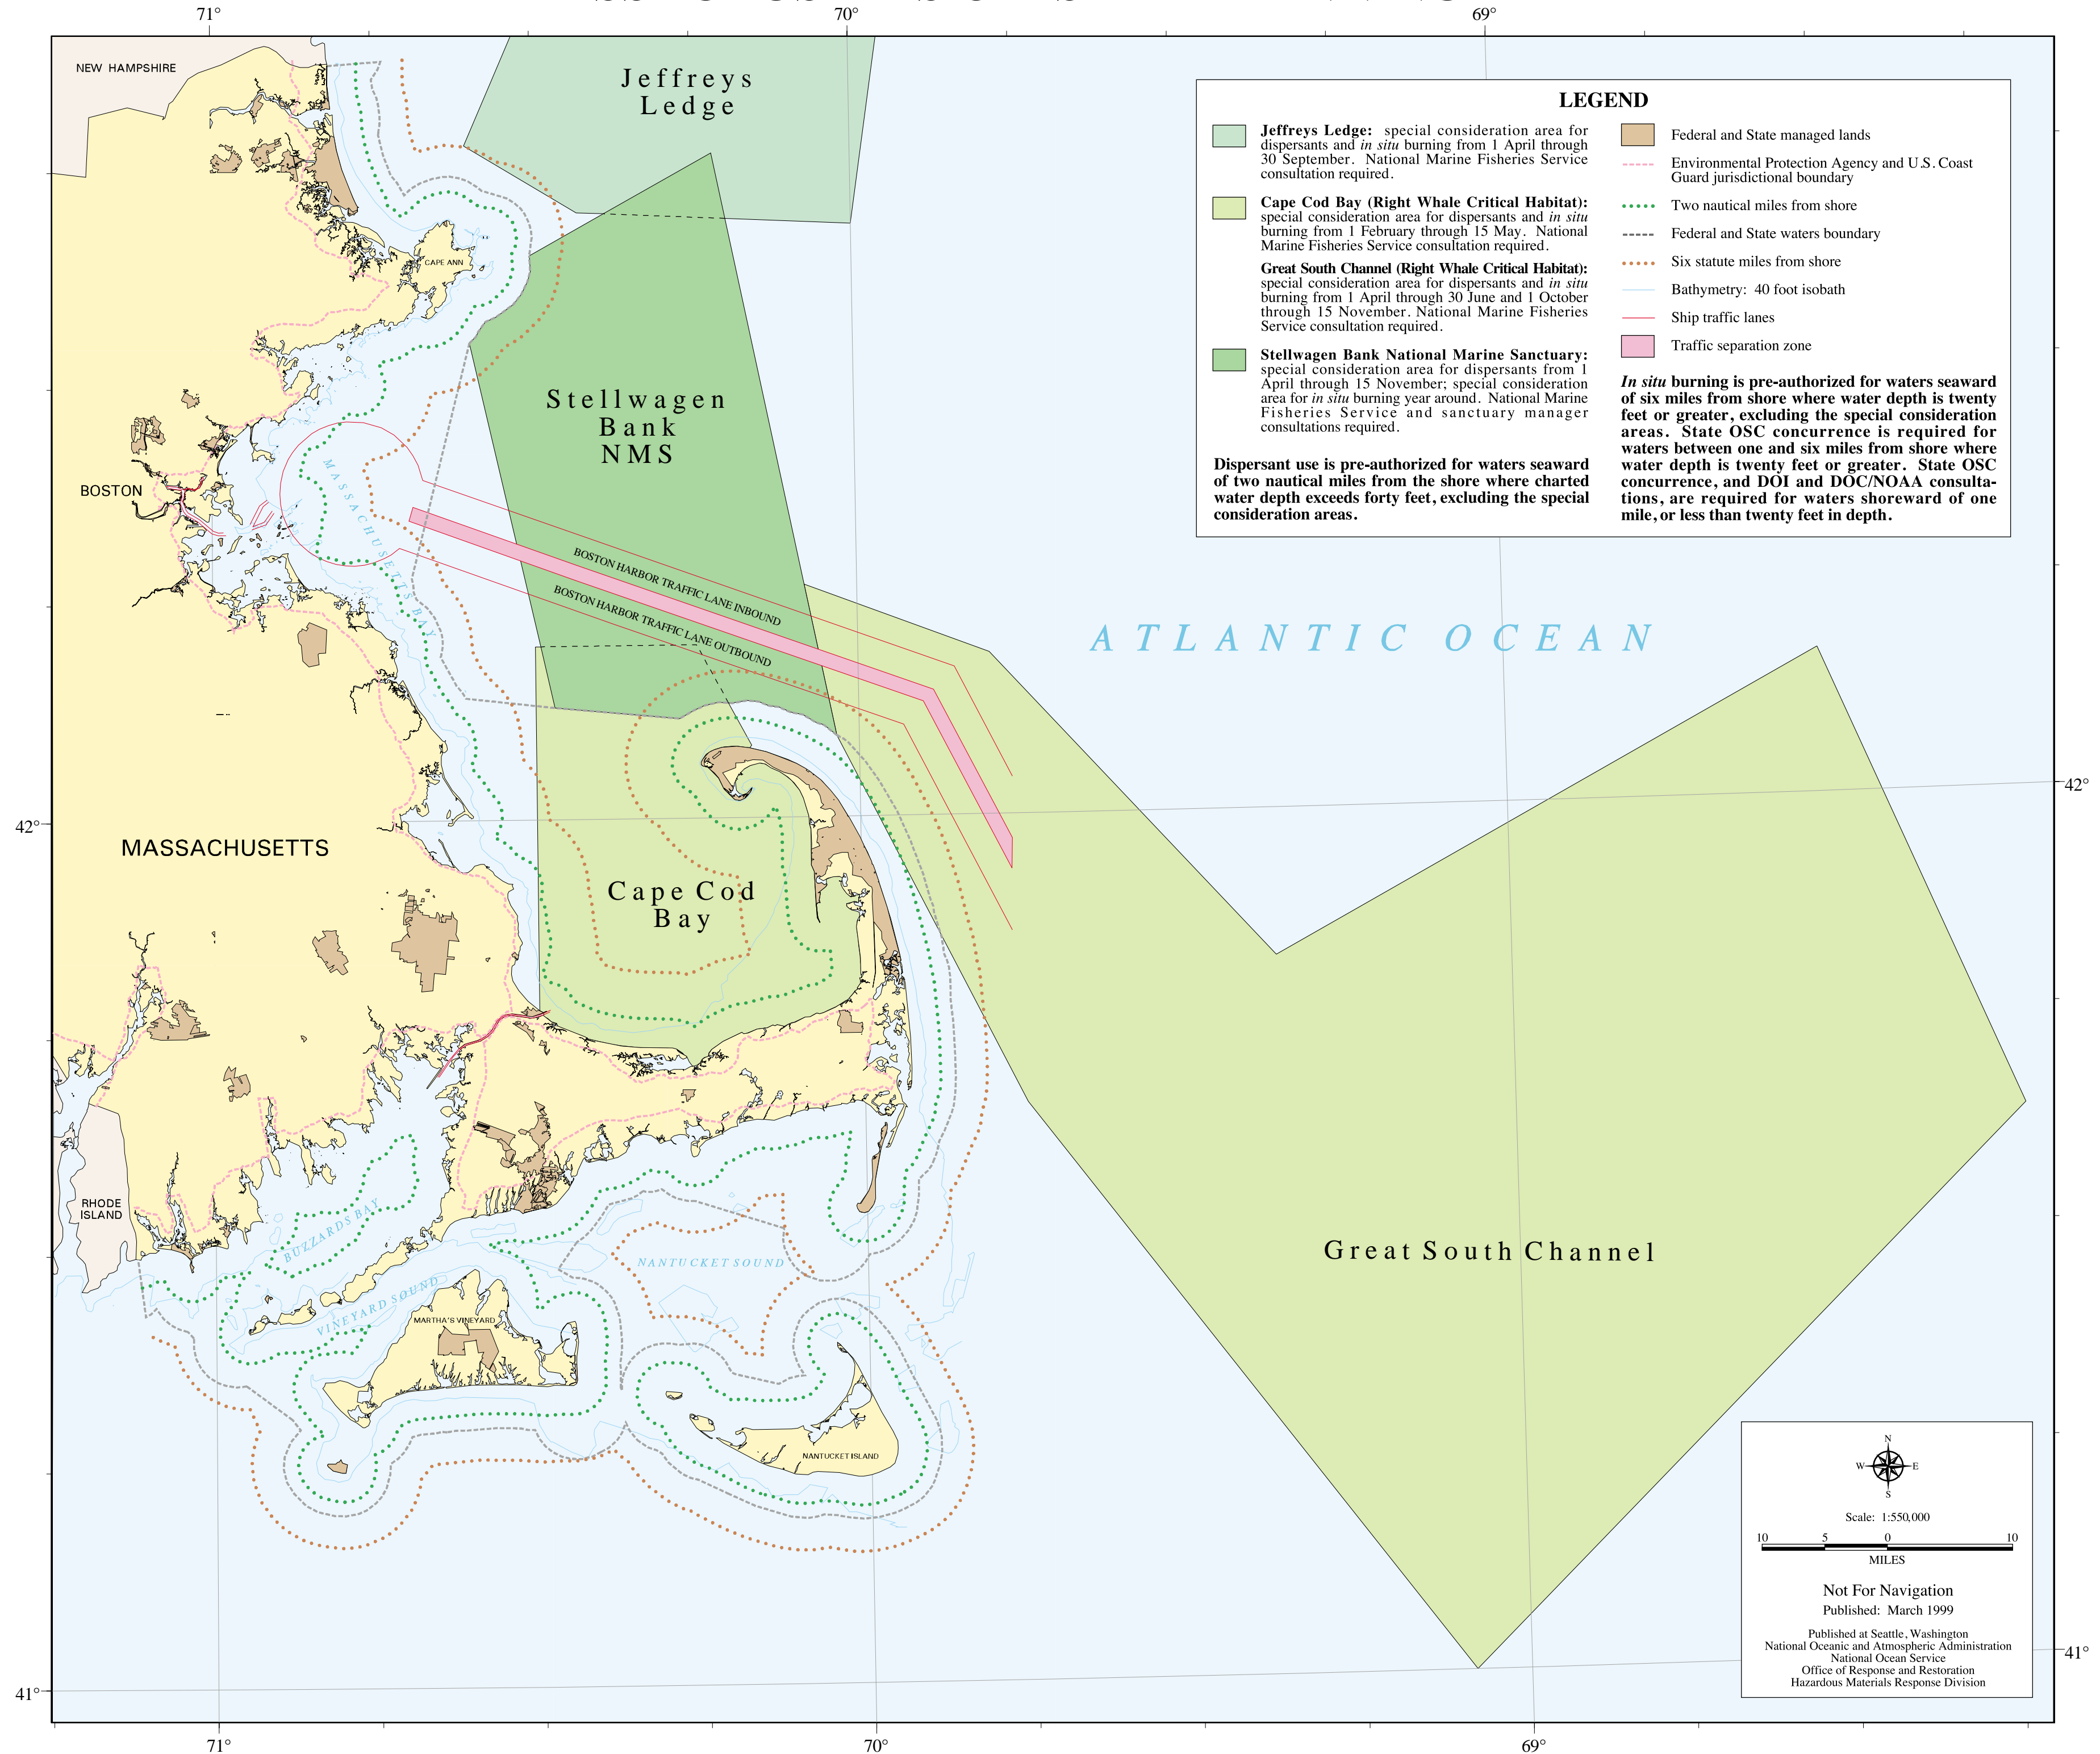 71°
70°
69°
NEW HAMPSHIRE
Jeffreys
Ledge
CAPE ANN
Stellwagen
Bank
NMS
BOSTON
MASSACHUSETTS BAY
BOSTON HARBOR TRAFFIC LANE INBOUND
BOSTON HARBOR TRAFFIC LANE OUTBOUND
ATLANTIC OCEAN
LEGEND
Jeffreys Ledge: special consideration area for
dispersants and in situ burning from 1 April through
30 September. National Marine Fisheries Service
consultation required.
Cape Cod Bay (Right Whale Critical Habitat):
special consideration area for dispersants and in situ
burning from 1 February through 15 May. National
Marine Fisheries Service consultation required.
Great South Channel (Right Whale Critical Habitat):
special consideration area for dispersants and in situ
burning from 1 April through 30 June and 1 October
through 15 November. National Marine Fisheries
Service consultation required.
Stellwagen Bank National Marine Sanctuary:
special consideration area for dispersants from 1
April through 15 November; special consideration
area for in situ burning year around. National Marine
Fisheries Service and sanctuary manager
consultations required.
Dispersant use is pre-authorized for waters seaward
of two nautical miles from the shore where charted
water depth exceeds forty feet, excluding the special
consideration areas.
Federal and State managed lands
Environmental Protection Agency and U.S. Coast
Guard jurisdictional boundary
Two nautical miles from shore
Federal and State waters boundary
Six statute miles from shore
Bathymetry: 40 foot isobath
Ship traffic lanes
Traffic separation zone
In situ burning is pre-authorized for waters seaward
of six miles from shore where water depth is twenty
feet or greater, excluding the special consideration
areas. State OSC concurrence is required for
waters between one and six miles from shore where
water depth is twenty feet or greater. State OSC
concurrence, and DOI and DOC/NOAA consulta-
tions, are required for waters shoreward of one
mile, or less than twenty feet in depth.
42°
42°
MASSACHUSETTS
Cape Cod
Bay
RHODE
ISLAND
BUZZARDS BAY
VINEYARD SOUND
NANTUCKET SOUND
MARTHA'S VINEYARD
NANTUCKET ISLAND
Great South Channel
N
W
E
S
Scale: 1:550,000
10 5 0 10
MILES
Not For Navigation
Published: March 1999
Published at Seattle, Washington
National Oceanic and Atmospheric Administration
National Ocean Service
Office of Response and Restoration
Hazardous Materials Response Division
41°
41°
71°
70°
69°